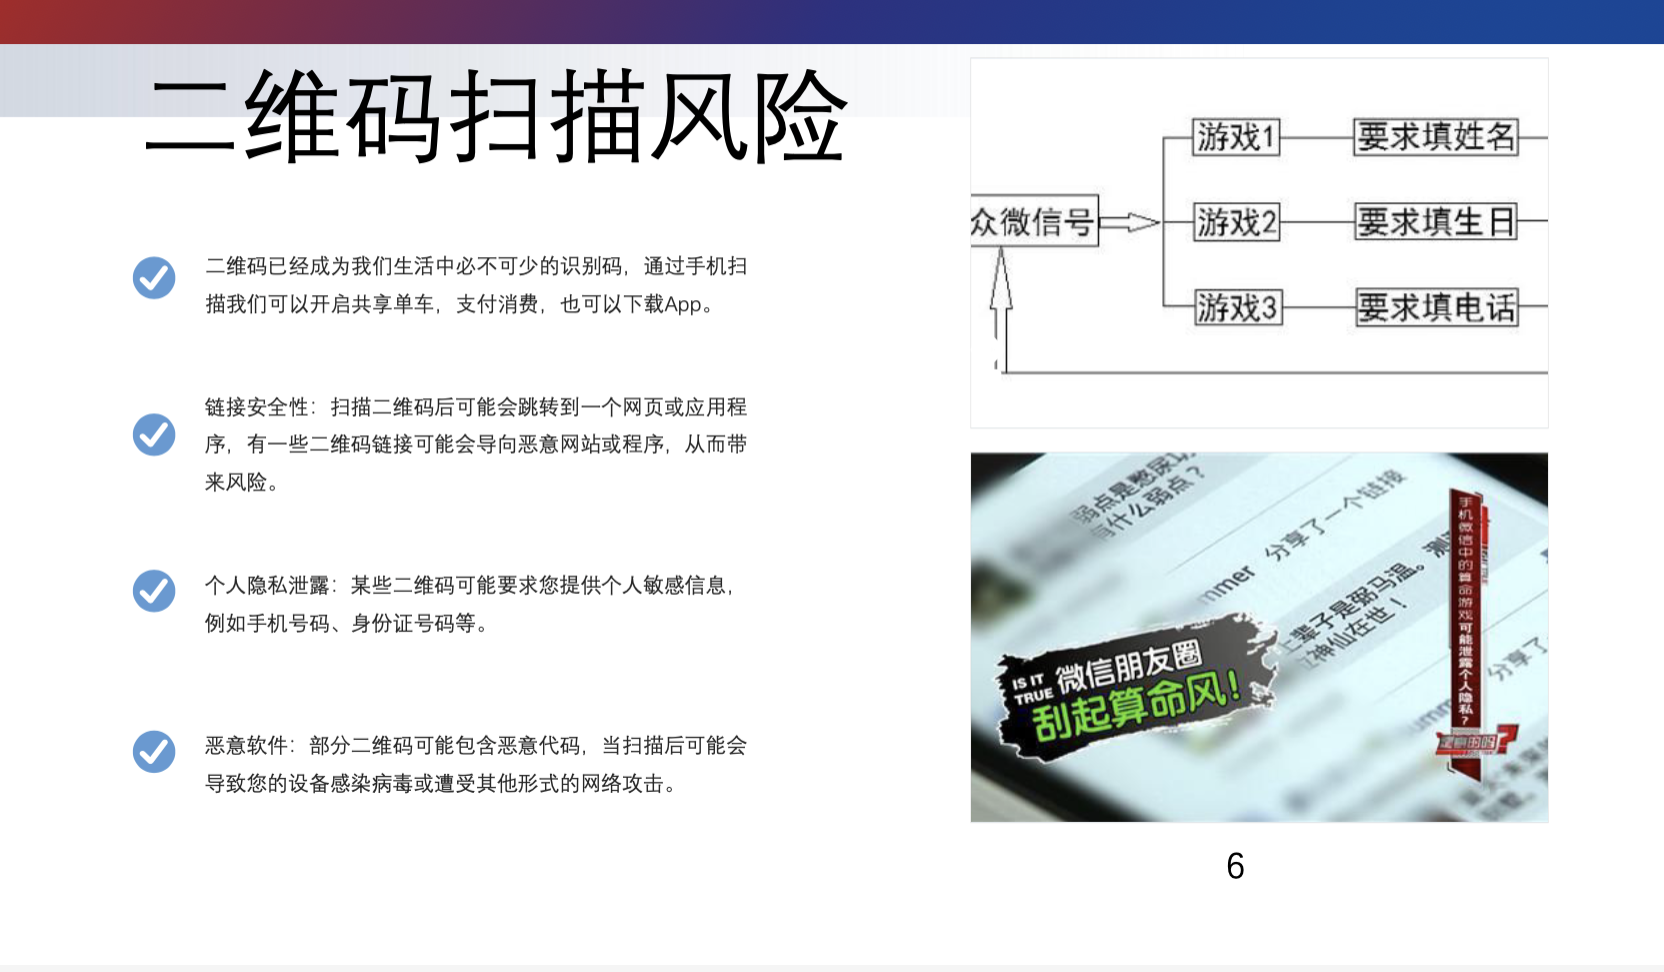 二维码扫描风险
二维码已经成为我们生活中必不可少的识别码，通过手机扫
描我们可以开启共享单车，支付消费，也可以下载App。
链接安全性：扫描二维码后可能会跳转到一个网页或应用程
序，有一些二维码链接可能会导向恶意网站或程序，从而带
来风险。
个人隐私泄露：某些二维码可能要求您提供个人敏感信息，
例如手机号码、身份证号码等。
恶意软件：部分二维码可能包含恶意代码，当扫描后可能会
导致您的设备感染病毒或遭受其他形式的网络攻击。
众微信号
游戏1
要求填姓名
游戏2
要求填生日
游戏3
要求填电话
弱点是憋尿
什么弱点？
分享了一个链接
mmer
辈子是弼马温。测
神仙在世！
分享了
IS IT
TRUE
微信朋友圈
刮起算命风！
手机微信中的算命游戏可能泄露个人隐私？
是真的吗?
6